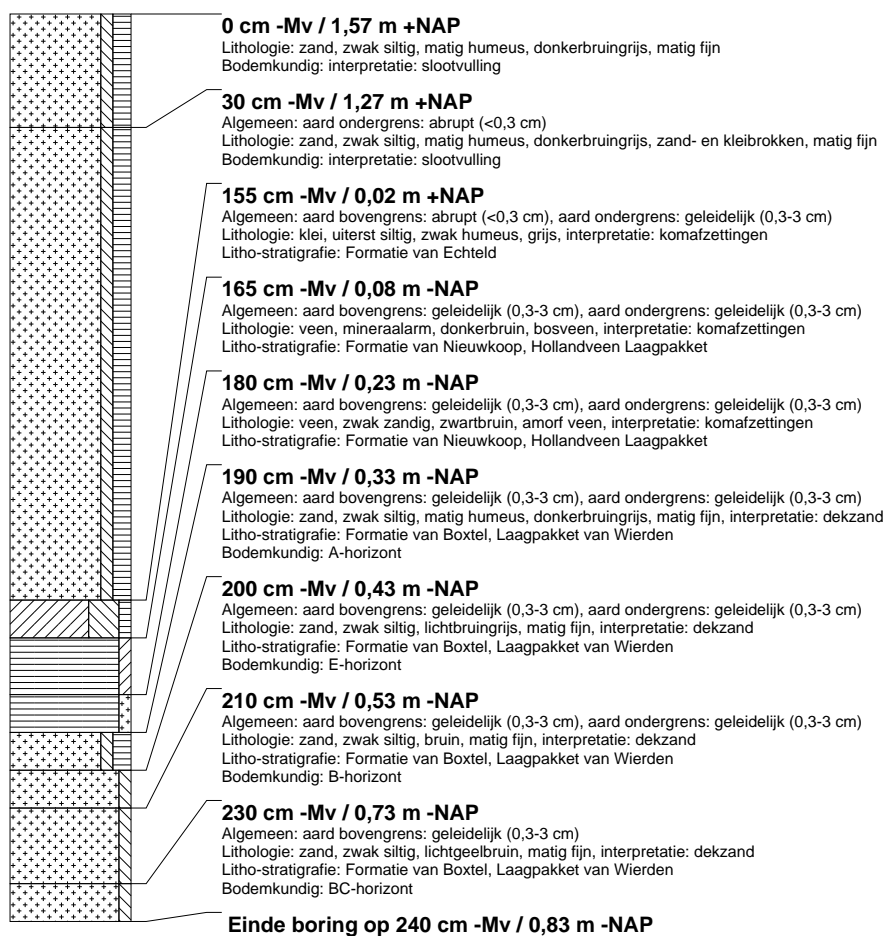 0 cm -Mv / 1,57 m +NAP
Lithologie: zand, zwak siltig, matig humeus, donkerbruingrijs, matig fijn
Bodemkundig: interpretatie: slootvulling
30 cm -Mv / 1,27 m +NAP
Algemeen: aard ondergrens: abrupt (<0,3 cm)
Lithologie: zand, zwak siltig, matig humeus, donkerbruingrijs, zand- en kleibrokken, matig fijn
Bodemkundig: interpretatie: slootvulling
155 cm -Mv / 0,02 m +NAP
Algemeen: aard bovengrens: abrupt (<0,3 cm), aard ondergrens: geleidelijk (0,3-3 cm)
Lithologie: klei, uiterst siltig, zwak humeus, grijs, interpretatie: komafzettingen
Litho-stratigrafie: Formatie van Echteld
165 cm -Mv / 0,08 m -NAP
Algemeen: aard bovengrens: geleidelijk (0,3-3 cm), aard ondergrens: geleidelijk (0,3-3 cm)
Lithologie: veen, mineraalarm, donkerbruin, bosveen, interpretatie: komafzettingen
Litho-stratigrafie: Formatie van Nieuwkoop, Hollandveen Laagpakket
180 cm -Mv / 0,23 m -NAP
Algemeen: aard bovengrens: geleidelijk (0,3-3 cm), aard ondergrens: geleidelijk (0,3-3 cm)
Lithologie: veen, zwak zandig, zwartbruin, amorf veen, interpretatie: komafzettingen
Litho-stratigrafie: Formatie van Nieuwkoop, Hollandveen Laagpakket
190 cm -Mv / 0,33 m -NAP
Algemeen: aard bovengrens: geleidelijk (0,3-3 cm), aard ondergrens: geleidelijk (0,3-3 cm)
Lithologie: zand, zwak siltig, matig humeus, donkerbruingrijs, matig fijn, interpretatie: dekzand
Litho-stratigrafie: Formatie van Boxtel, Laagpakket van Wierden
Bodemkundig: A-horizont
200 cm -Mv / 0,43 m -NAP
Algemeen: aard bovengrens: geleidelijk (0,3-3 cm), aard ondergrens: geleidelijk (0,3-3 cm)
Lithologie: zand, zwak siltig, lichtbruingrijs, matig fijn, interpretatie: dekzand
Litho-stratigrafie: Formatie van Boxtel, Laagpakket van Wierden
Bodemkundig: E-horizont
210 cm -Mv / 0,53 m -NAP
Algemeen: aard bovengrens: geleidelijk (0,3-3 cm), aard ondergrens: geleidelijk (0,3-3 cm)
Lithologie: zand, zwak siltig, bruin, matig fijn, interpretatie: dekzand
Litho-stratigrafie: Formatie van Boxtel, Laagpakket van Wierden
Bodemkundig: B-horizont
230 cm -Mv / 0,73 m -NAP
Algemeen: aard bovengrens: geleidelijk (0,3-3 cm)
Lithologie: zand, zwak siltig, lichtgeelbruin, matig fijn, interpretatie: dekzand
Litho-stratigrafie: Formatie van Boxtel, Laagpakket van Wierden
Bodemkundig: BC-horizont
Einde boring op 240 cm -Mv / 0,83 m -NAP